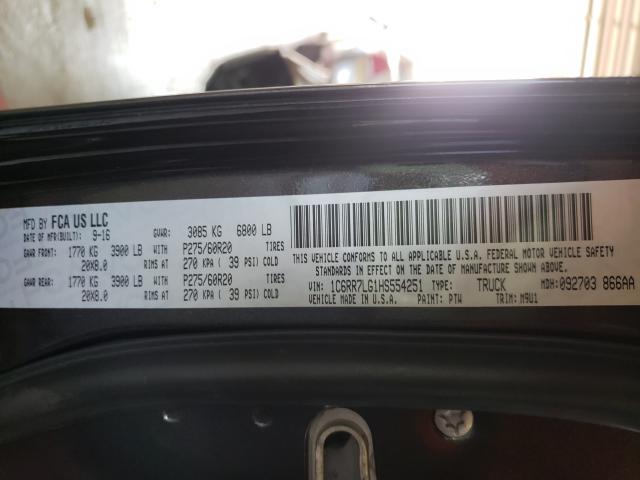 MFD BY FCA US LLC
DATE OF MFR(BUILT): 9-16 GVWR: 3085 KG 6800 LB
GAWR FRONT: 1770 KG 3900 LB WITH P275/60R20 TIRES
20X8.0 RIMS AT 270 KPA ( 39 PSI) COLD
GAWR REAR: 1770 KG 3900 LB WITH P275/60R20 TIRES
20X8.0 RIMS AT 270 KPA ( 39 PSI) COLD
THIS VEHICLE CONFORMS TO ALL APPLICABLE U.S.A. FEDERAL MOTOR VEHICLE SAFETY
STANDARDS IN EFFECT ON THE DATE OF MANUFACTURE SHOWN ABOVE.
VIN: 1C6RR7LG1HS554251 TYPE: TRUCK MDH: 092703 866AA
VEHICLE MADE IN MEXICO PAINT: PTW TRIM: M9U1